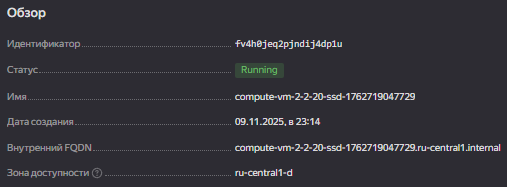 Обзор
Идентификатор fv4h0jeq2pjndij4dp1u
Статус Running
Имя compute-vm-2-2-20-ssd-1762719047729
Дата создания 09.11.2025, в 23:14
Внутренний FQDN compute-vm-2-2-20-ssd-1762719047729.ru-central1.internal
Зона доступности ? ru-central1-d